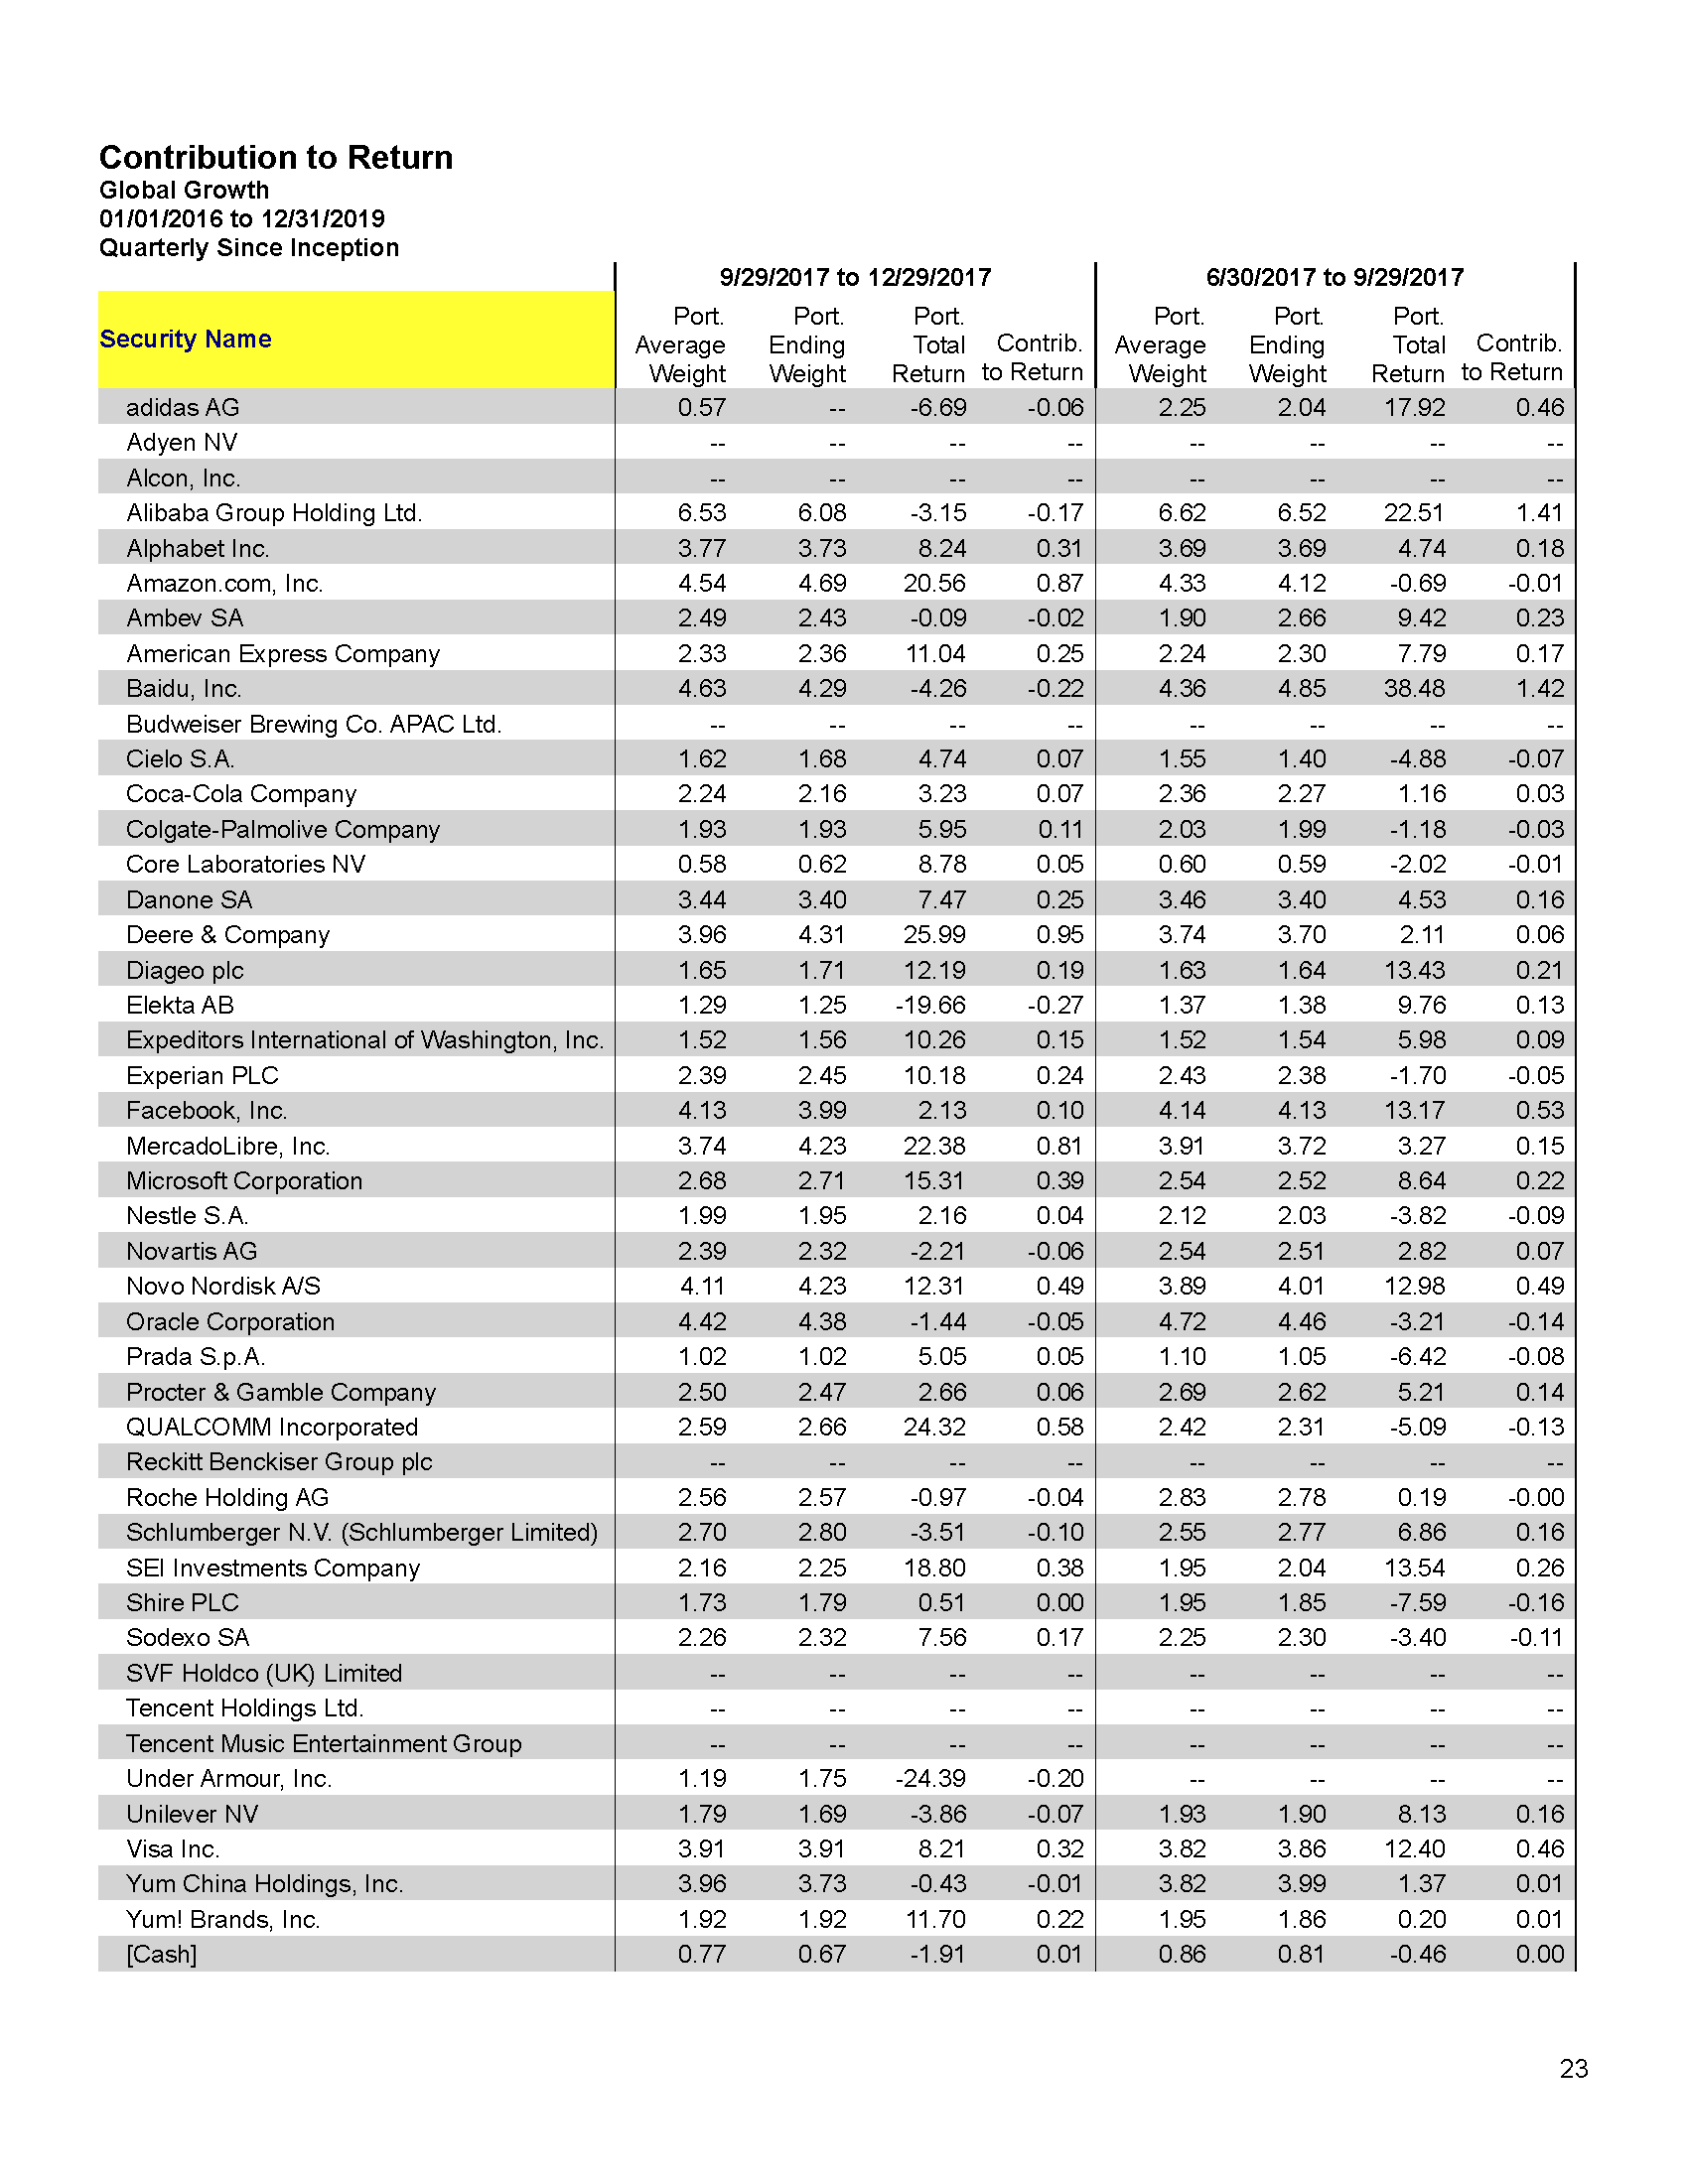 Contribution to Return
Global Growth
01/01/2016 to 12/31/2019
Quarterly Since Inception
9/29/2017 to 12/29/2017 6/30/2017 to 9/29/2017
Security Name Port. Average Weight Port. Ending Weight Port. Total Return Contrib. to Return Port. Average Weight Port. Ending Weight Port. Total Return Contrib. to Return
adidas AG 0.57 -- -6.69 -0.06 2.25 2.04 17.92 0.46
Adyen NV -- -- -- -- -- -- -- --
Alcon, Inc. -- -- -- -- -- -- -- --
Alibaba Group Holding Ltd. 6.53 6.08 -3.15 -0.17 6.62 6.52 22.51 1.41
Alphabet Inc. 3.77 3.73 8.24 0.31 3.69 3.69 4.74 0.18
Amazon.com, Inc. 4.54 4.69 20.56 0.87 4.33 4.12 -0.69 -0.01
Ambev SA 2.49 2.43 -0.09 -0.02 1.90 2.66 9.42 0.23
American Express Company 2.33 2.36 11.04 0.25 2.24 2.30 7.79 0.17
Baidu, Inc. 4.63 4.29 -4.26 -0.22 4.36 4.85 38.48 1.42
Budweiser Brewing Co. APAC Ltd. -- -- -- -- -- -- -- --
Cielo S.A. 1.62 1.68 4.74 0.07 1.55 1.40 -4.88 -0.07
Coca-Cola Company 2.24 2.16 3.23 0.07 2.36 2.27 1.16 0.03
Colgate-Palmolive Company 1.93 1.93 5.95 0.11 2.03 1.99 -1.18 -0.03
Core Laboratories NV 0.58 0.62 8.78 0.05 0.60 0.59 -2.02 -0.01
Danone SA 3.44 3.40 7.47 0.25 3.46 3.40 4.53 0.16
Deere & Company 3.96 4.31 25.99 0.95 3.74 3.70 2.11 0.06
Diageo plc 1.65 1.71 12.19 0.19 1.63 1.64 13.43 0.21
Elekta AB 1.29 1.25 -19.66 -0.27 1.37 1.38 9.76 0.13
Expeditors International of Washington, Inc. 1.52 1.56 10.26 0.15 1.52 1.54 5.98 0.09
Experian PLC 2.39 2.45 10.18 0.24 2.43 2.38 -1.70 -0.05
Facebook, Inc. 4.13 3.99 2.13 0.10 4.14 4.13 13.17 0.53
MercadoLibre, Inc. 3.74 4.23 22.38 0.81 3.91 3.72 3.27 0.15
Microsoft Corporation 2.68 2.71 15.31 0.39 2.54 2.52 8.64 0.22
Nestle S.A. 1.99 1.95 2.16 0.04 2.12 2.03 -3.82 -0.09
Novartis AG 2.39 2.32 -2.21 -0.06 2.54 2.51 2.82 0.07
Novo Nordisk A/S 4.11 4.23 12.31 0.49 3.89 4.01 12.98 0.49
Oracle Corporation 4.42 4.38 -1.44 -0.05 4.72 4.46 -3.21 -0.14
Prada S.p.A. 1.02 1.02 5.05 0.05 1.10 1.05 -6.42 -0.08
Procter & Gamble Company 2.50 2.47 2.66 0.06 2.69 2.62 5.21 0.14
QUALCOMM Incorporated 2.59 2.66 24.32 0.58 2.42 2.31 -5.09 -0.13
Reckitt Benckiser Group plc -- -- -- -- -- -- -- --
Roche Holding AG 2.56 2.57 -0.97 -0.04 2.83 2.78 0.19 -0.00
Schlumberger N.V. (Schlumberger Limited) 2.70 2.80 -3.51 -0.10 2.55 2.77 6.86 0.16
SEI Investments Company 2.16 2.25 18.80 0.38 1.95 2.04 13.54 0.26
Shire PLC 1.73 1.79 0.51 0.00 1.95 1.85 -7.59 -0.16
Sodexo SA 2.26 2.32 7.56 0.17 2.25 2.30 -3.40 -0.11
SVF Holdco (UK) Limited -- -- -- -- -- -- -- --
Tencent Holdings Ltd. -- -- -- -- -- -- -- --
Tencent Music Entertainment Group -- -- -- -- -- -- -- --
Under Armour, Inc. 1.19 1.75 -24.39 -0.20 -- -- -- --
Unilever NV 1.79 1.69 -3.86 -0.07 1.93 1.90 8.13 0.16
Visa Inc. 3.91 3.91 8.21 0.32 3.82 3.86 12.40 0.46
Yum China Holdings, Inc. 3.96 3.73 -0.43 -0.01 3.82 3.99 1.37 0.01
Yum! Brands, Inc. 1.92 1.92 11.70 0.22 1.95 1.86 0.20 0.01
[Cash] 0.77 0.67 -1.91 0.01 0.86 0.81 -0.46 0.00
23